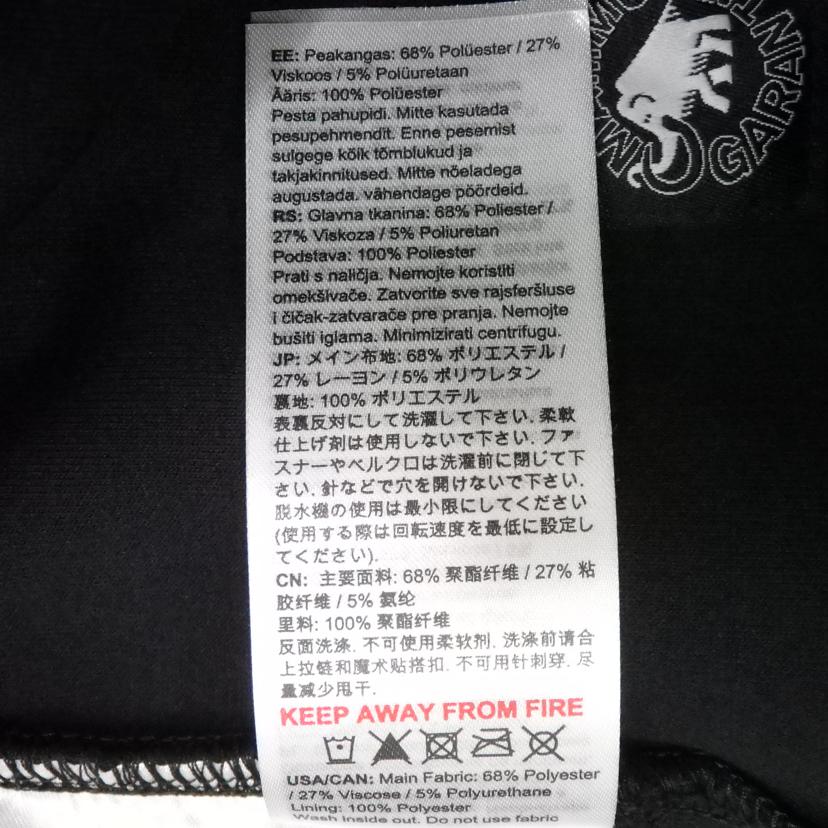 EE: Peakangas: 68% Polüester / 27%
Viskoos / 5% Polüuretaan
Ääris: 100% Polüester
Pesta pahupidi. Mitte kasutada
pesupehmendit. Enne pesemist
sulgege kõik tõmblukud ja
takjakinnitused. Mitte nõeladega
augustada. vähendage pöördeid.
RS: Glavna tkanina: 68% Poliester /
27% Viskoza / 5% Poliuretan
Podstava: 100% Poliester
Prati s naličja. Nemojte koristiti
omekšivače. Zatvorite sve rajsferšluse
i čičak-zatvarače pre pranja. Nemojte
bušiti iglama. Minimizirati centrifugu.
JP: メイン布地: 68% ポリエステル /
27% レーヨン / 5% ポリウレタン
裏地: 100% ポリエステル
表裏反対にして洗濯して下さい. 柔軟
仕上げ剤は使用しないで下さい. ファ
スナーやベルクロは洗濯前に閉じて下
さい. 針などで穴を開けないで下さい.
脱水機の使用は最小限にしてください
(使用する際は回転速度を最低に設定し
てください).
CN: 主要面料: 68% 聚酯纤维 / 27% 粘
胶纤维 / 5% 氨纶
里料: 100% 聚酯纤维
反面洗涤. 不可使用柔软剂. 洗涤前请合
上拉链和魔术贴搭扣. 不可用针刺穿. 尽
量减少甩干.
KEEP AWAY FROM FIRE
USA/CAN: Main Fabric: 68% Polyester
/ 27% Viscose / 5% Polyurethane
Lining: 100% Polyester
Wash inside out. Do not use fabric